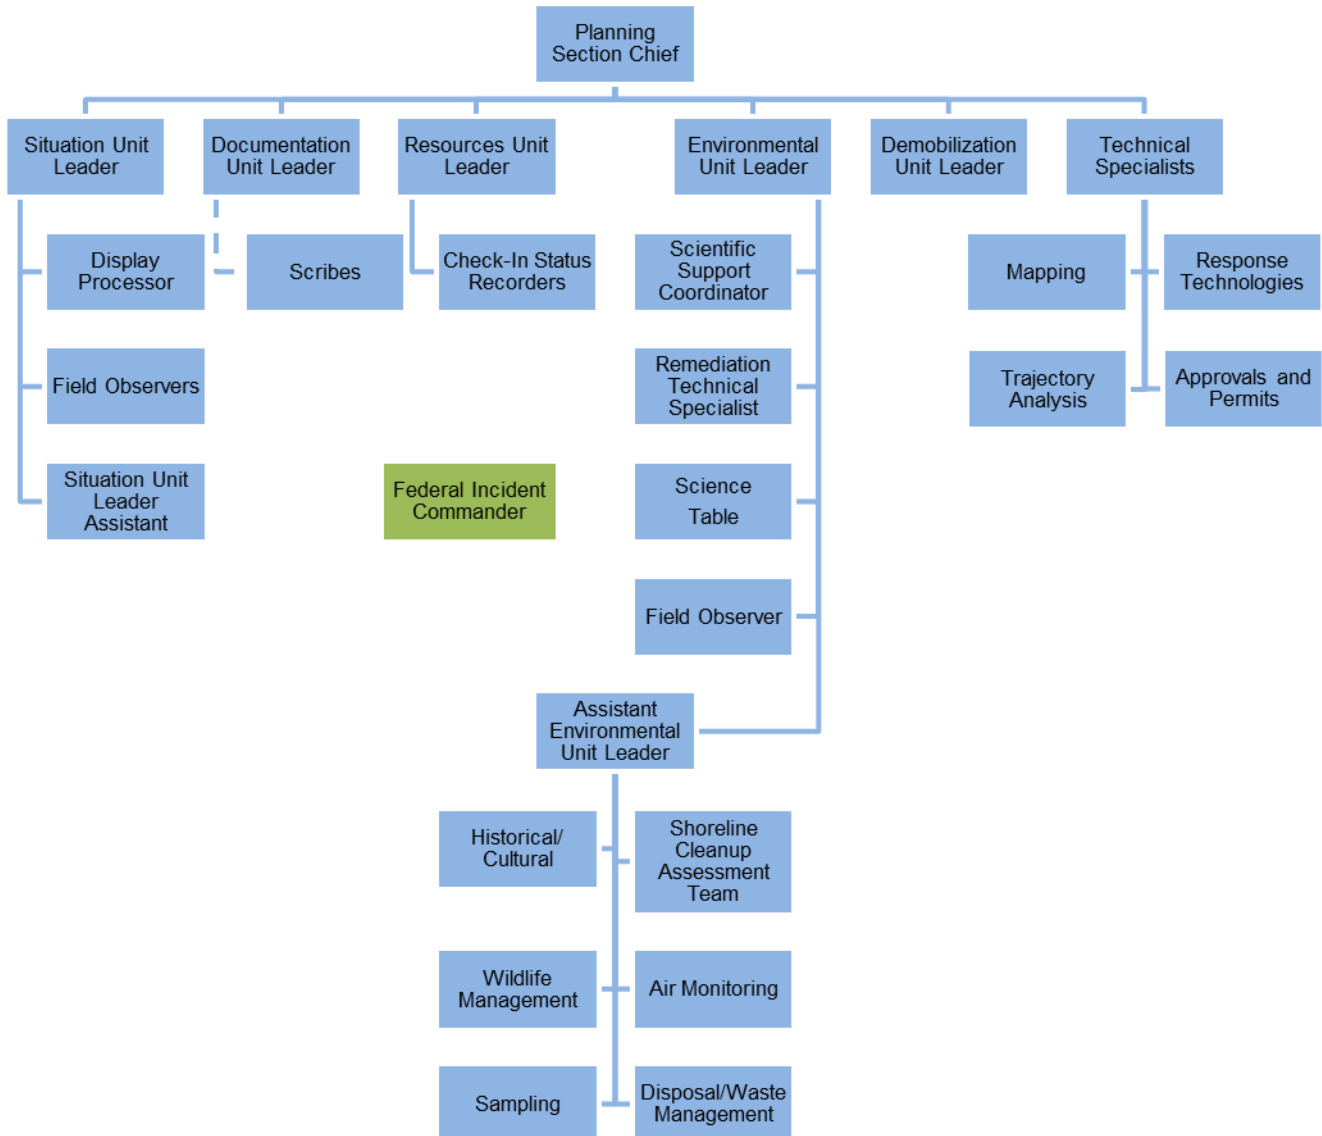 Planning
Section Chief
Situation Unit
Leader
Documentation
Unit Leader
Resources Unit
Leader
Environmental
Unit Leader
Demobilization
Unit Leader
Technical
Specialists
Display
Processor
Scribes
Check-In Status
Recorders
Scientific
Support
Coordinator
Mapping
Response
Technologies
Field Observers
Remediation
Technical
Specialist
Trajectory
Analysis
Approvals and
Permits
Situation Unit
Leader
Assistant
Federal Incident
Commander
Science
Table
Field Observer
Assistant
Environmental
Unit Leader
Historical/
Cultural
Shoreline
Cleanup
Assessment
Team
Wildlife
Management
Air Monitoring
Sampling
Disposal/Waste
Management